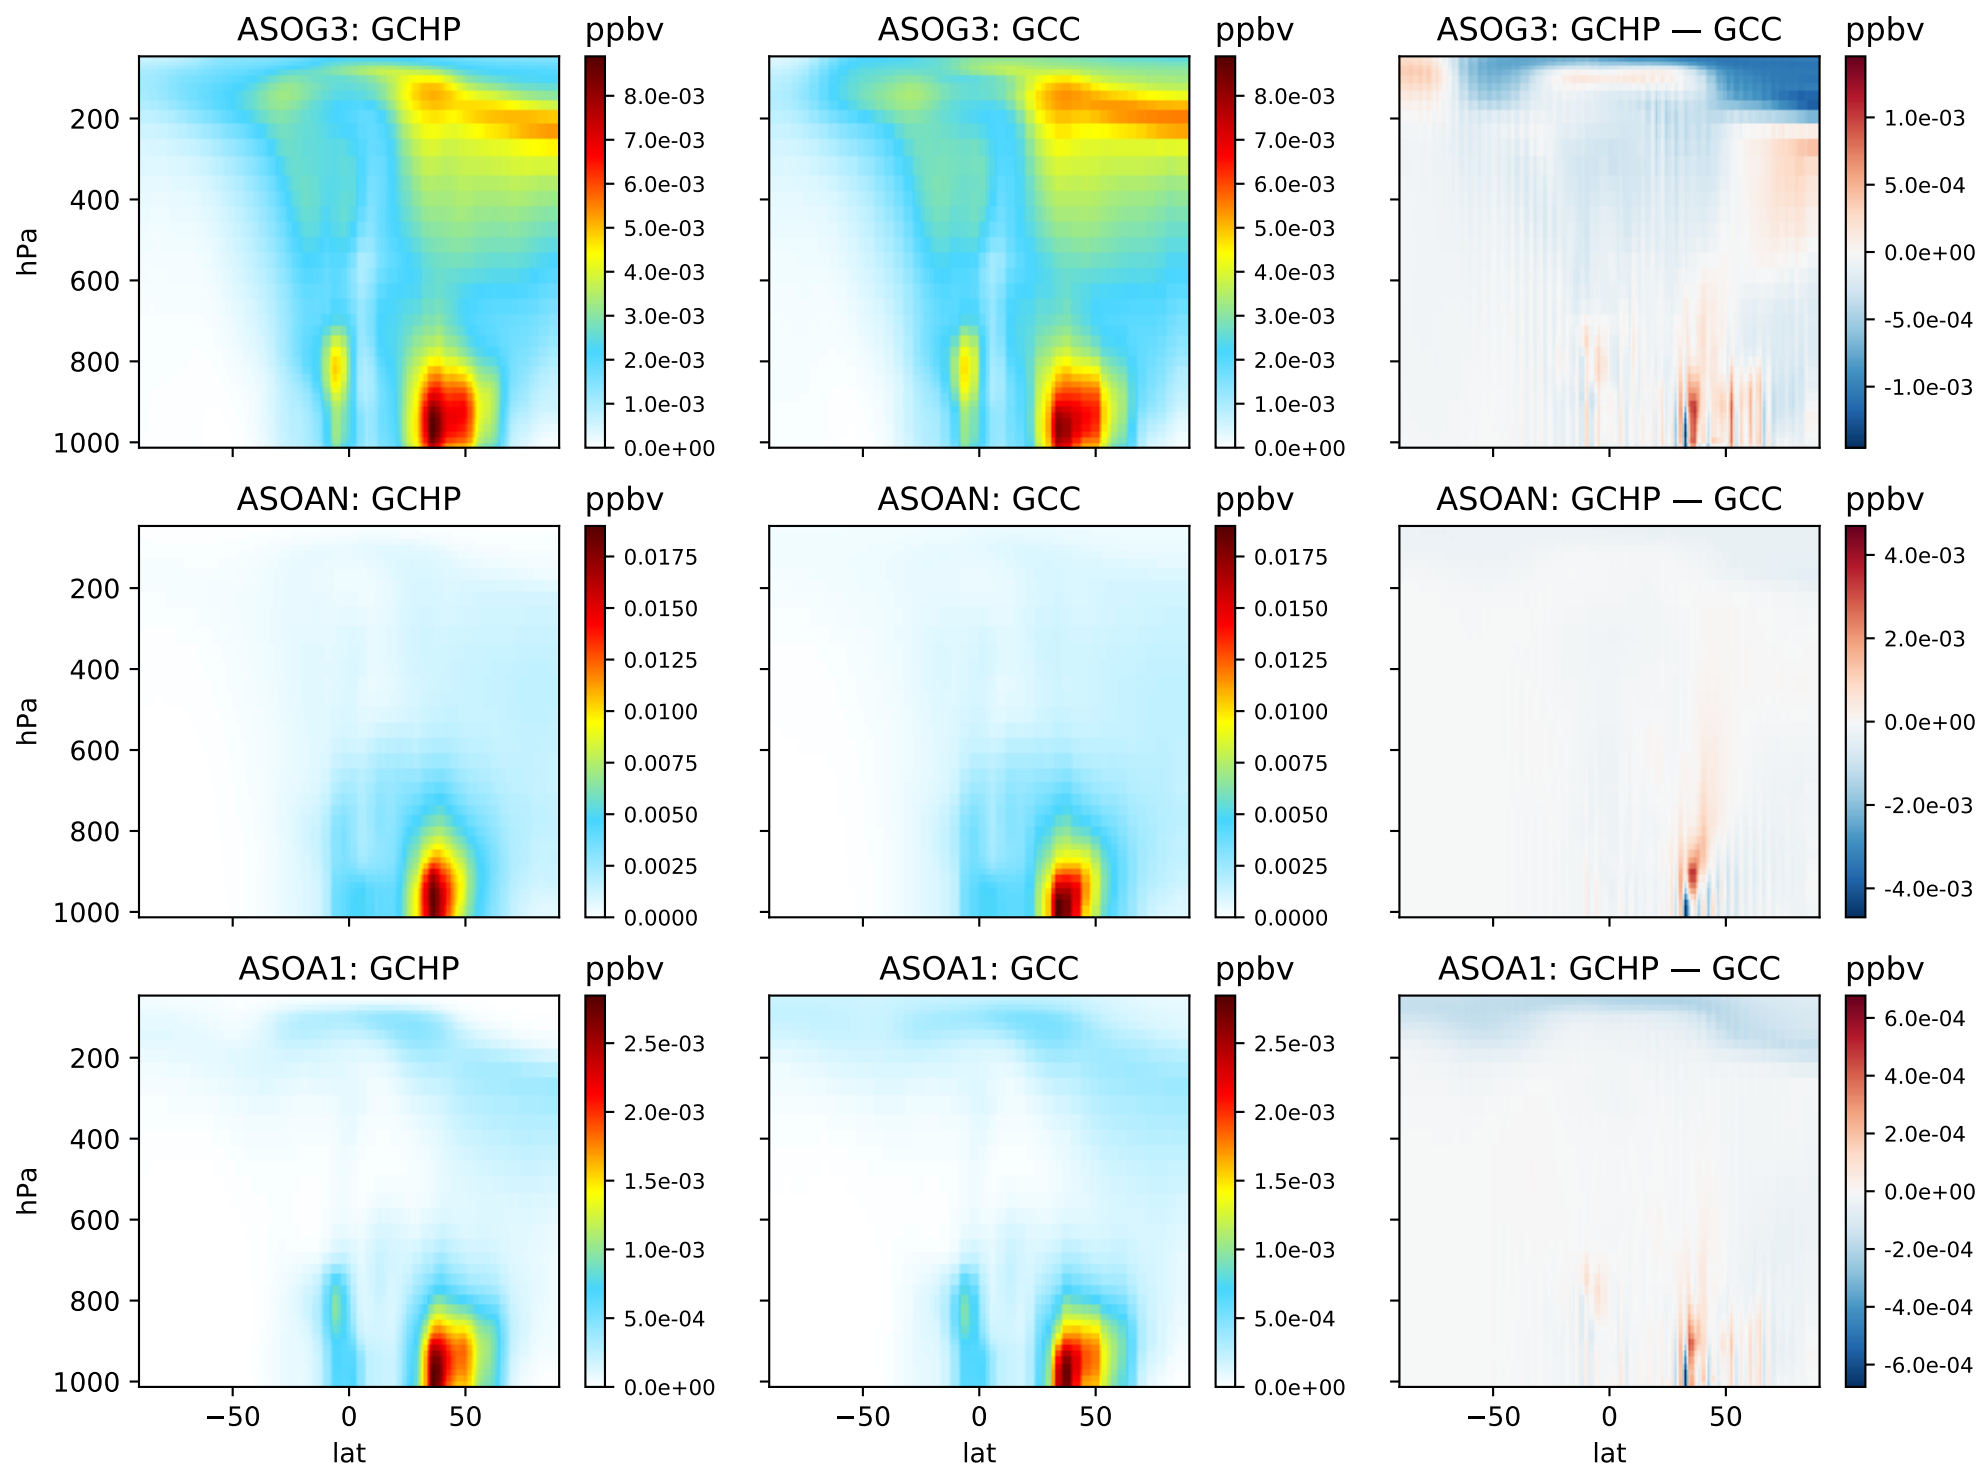 ASOG3: GCHP
ppbv
ASOG3: GCC
ppbv
ASOG3: GCHP — GCC
ppbv
hPa
200
400
600
800
1000
8.0e-03
7.0e-03
6.0e-03
5.0e-03
4.0e-03
3.0e-03
2.0e-03
1.0e-03
0.0e+00
8.0e-03
7.0e-03
6.0e-03
5.0e-03
4.0e-03
3.0e-03
2.0e-03
1.0e-03
0.0e+00
1.0e-03
5.0e-04
0.0e+00
-5.0e-04
-1.0e-03
ASOAN: GCHP
ppbv
ASOAN: GCC
ppbv
ASOAN: GCHP — GCC
ppbv
hPa
200
400
600
800
1000
0.0175
0.0150
0.0125
0.0100
0.0075
0.0050
0.0025
0.0000
0.0175
0.0150
0.0125
0.0100
0.0075
0.0050
0.0025
0.0000
4.0e-03
2.0e-03
0.0e+00
-2.0e-03
-4.0e-03
ASOA1: GCHP
ppbv
ASOA1: GCC
ppbv
ASOA1: GCHP — GCC
ppbv
hPa
200
400
600
800
1000
2.5e-03
2.0e-03
1.5e-03
1.0e-03
5.0e-04
0.0e+00
2.5e-03
2.0e-03
1.5e-03
1.0e-03
5.0e-04
0.0e+00
6.0e-04
4.0e-04
2.0e-04
0.0e+00
-2.0e-04
-4.0e-04
-6.0e-04
−50 0 50
lat
−50 0 50
lat
−50 0 50
lat